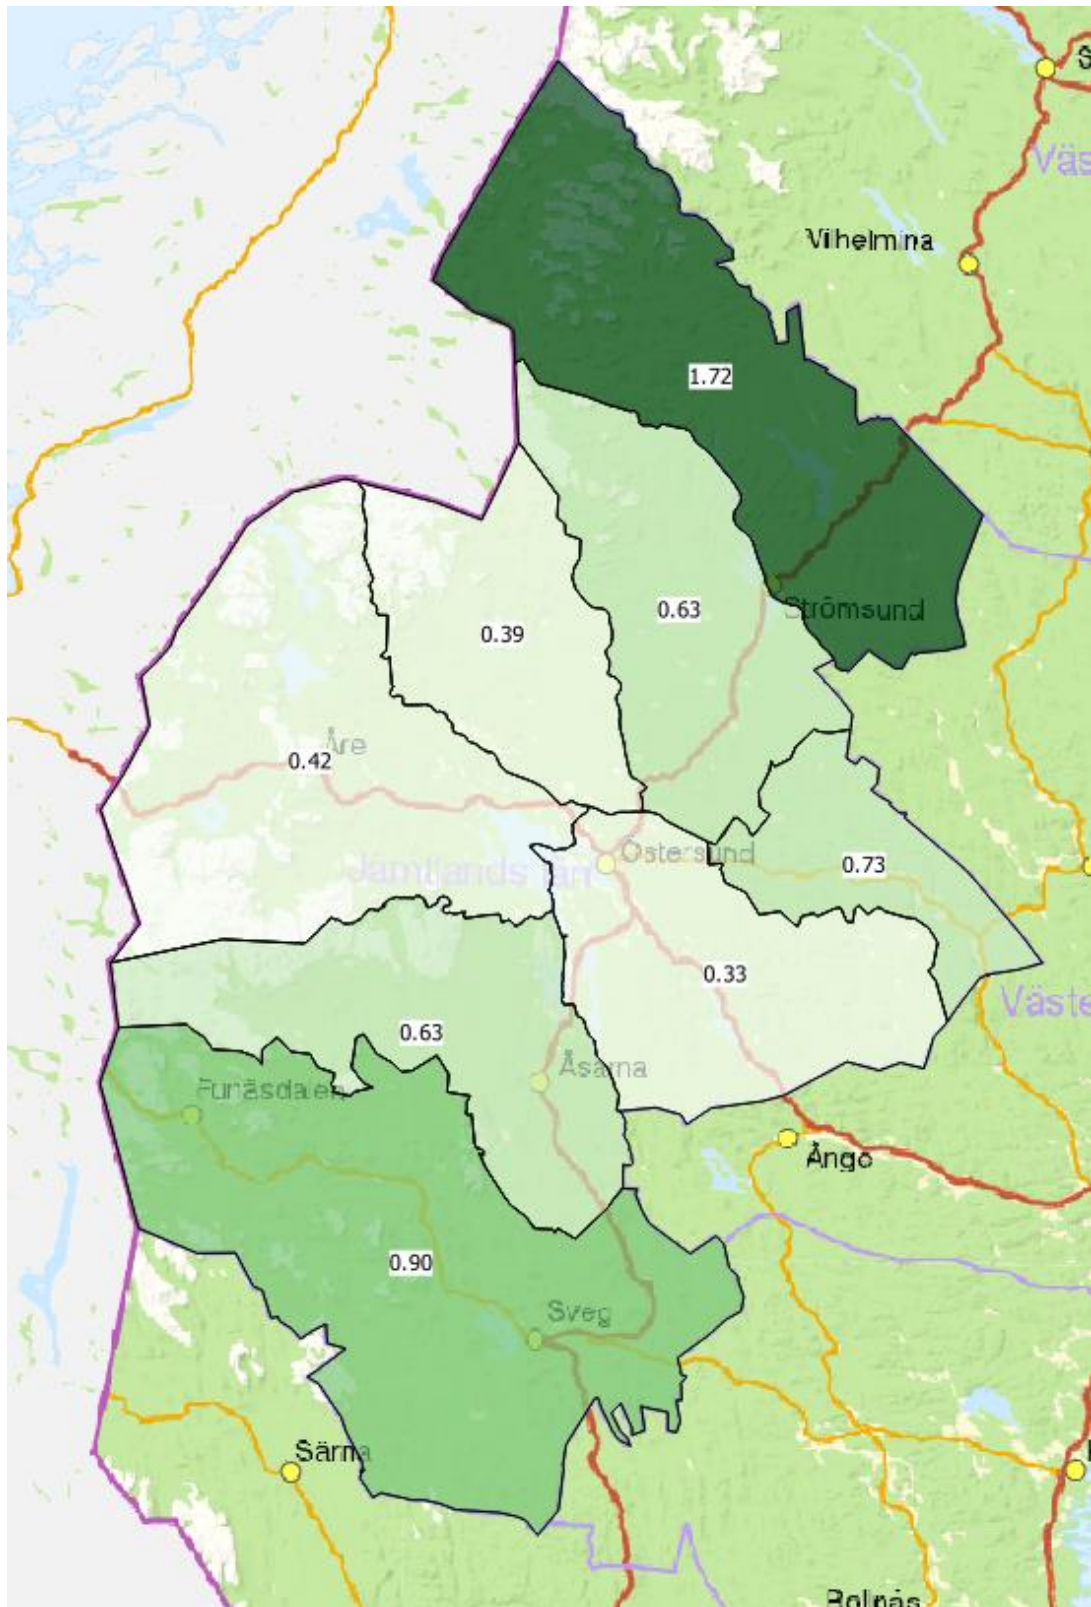 S
Väs
Vilhelmina
1.72
0.63
Strömsund
0.39
Åre
0.42
Östersund
Jämtlands län
0.73
0.33
Väste
0.63
Åsarna
Funäsdalen
Ånge
0.90
Sveg
Särna
Bollnäs